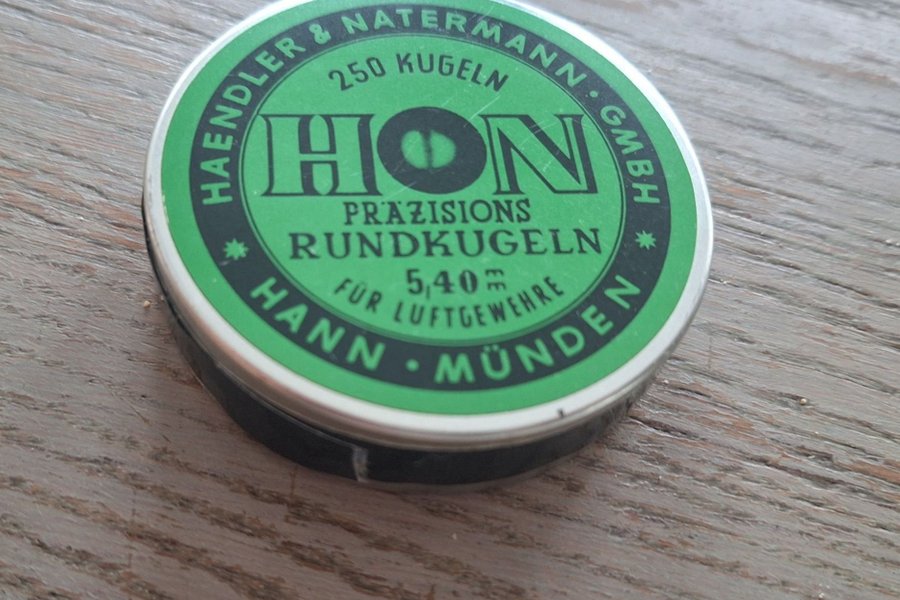 HAENDLER & NATERMANN · GMBH
250 KUGELN
HON
PRÄZISIONS
RUNDKUGELN
5,40 mm
FÜR LUFTGEWEHRE
HANN · MÜNDEN